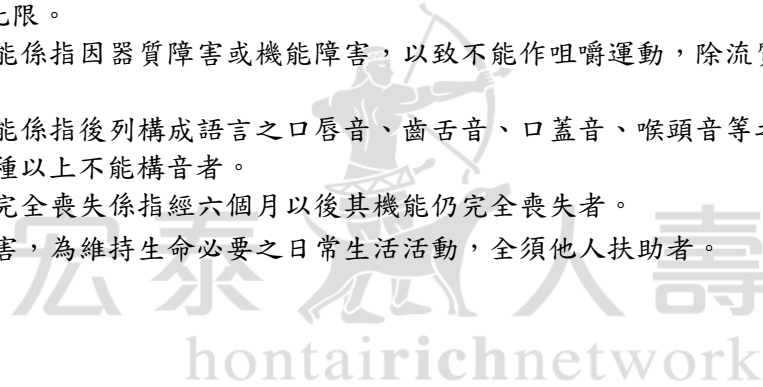 此限。
能係指因器質障害或機能障害，以致不能作咀嚼運動，除流質
能係指後列構成語言之口唇音、齒舌音、口蓋音、喉頭音等之
種以上不能構音者。
完全喪失係指經六個月以後其機能仍完全喪失者。
害，為維持生命必要之日常生活活動，全須他人扶助者。
宏泰人壽
hontairichnetwork